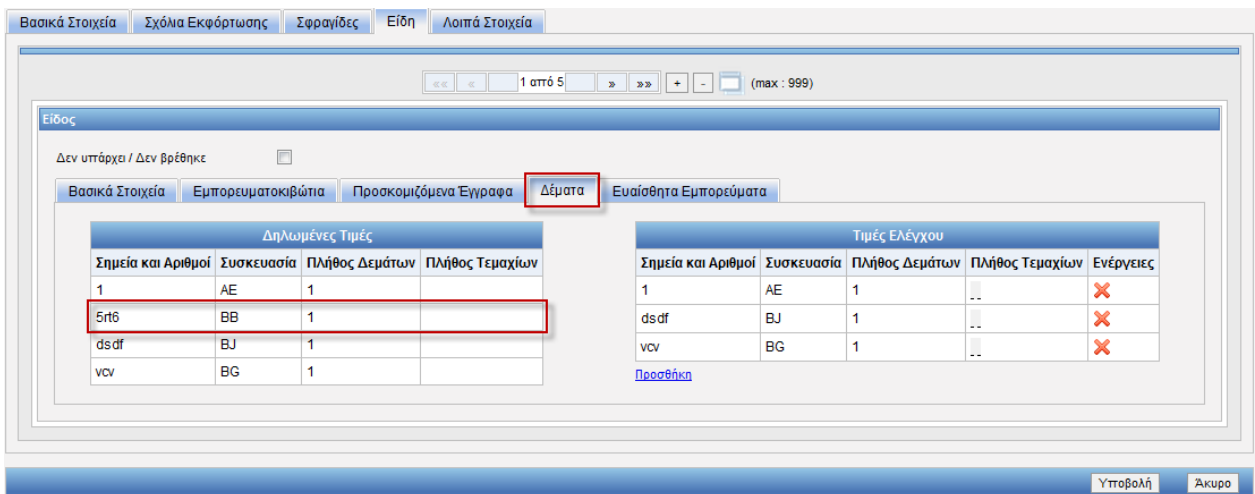 Βασικά Στοιχεία Σχόλια Εκφόρτωσης Σφραγίδες Είδη Λοιπά Στοιχεία
«« « 1 από 5 » »» + - (max : 999)
Είδος
Δεν υπάρχει / Δεν βρέθηκε
Βασικά Στοιχεία Εμπορευματοκιβώτια Προσκομιζόμενα Έγγραφα Δέματα Ευαίσθητα Εμπορεύματα
Δηλωμένες Τιμές Τιμές Ελέγχου
Σημεία και Αριθμοί Συσκευασία Πλήθος Δεμάτων Πλήθος Τεμαχίων Σημεία και Αριθμοί Συσκευασία Πλήθος Δεμάτων Πλήθος Τεμαχίων Ενέργειες
1 AE 1 1 AE 1 --
5rt6 BB 1 dsdf BJ 1 --
dsdf BJ 1 vcv BG 1 --
vcv BG 1 Προσθήκη
Υποβολή Άκυρο